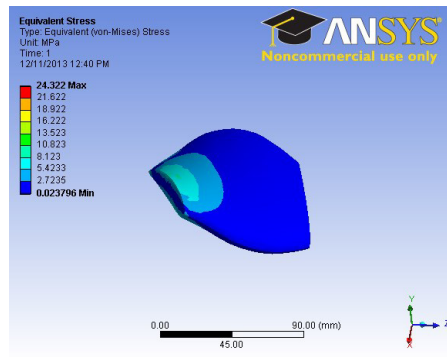 Equivalent Stress
Type: Equivalent (von-Mises) Stress
Unit: MPa
Time: 1
12/11/2013 12:40 PM
24.322 Max
21.622
18.922
16.222
13.523
10.823
8.123
5.4233
2.7235
0.023796 Min
ANSYS
Noncommercial use only
0.00
90.00 (mm)
45.00
Y
Z
X